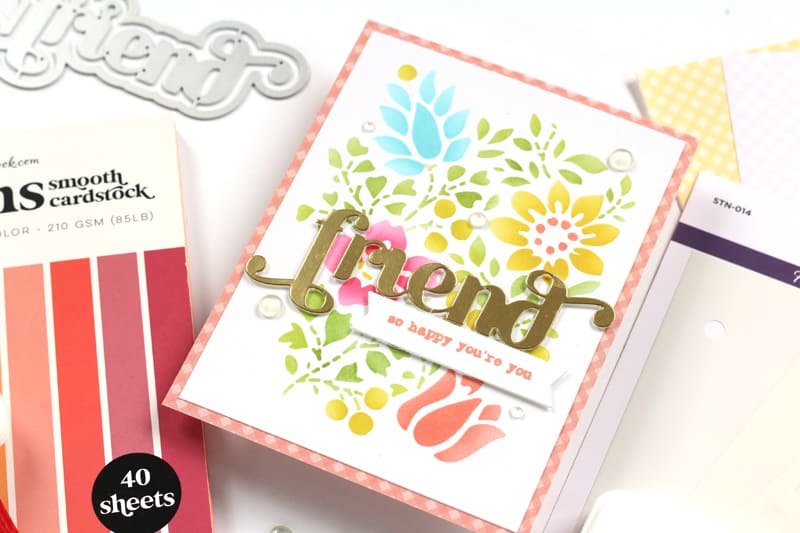 friend
ck.com
ns smooth
cardstock
OLOR - 210 GSM (85LB)
40
sheets
friend
so happy you're you
STN-014